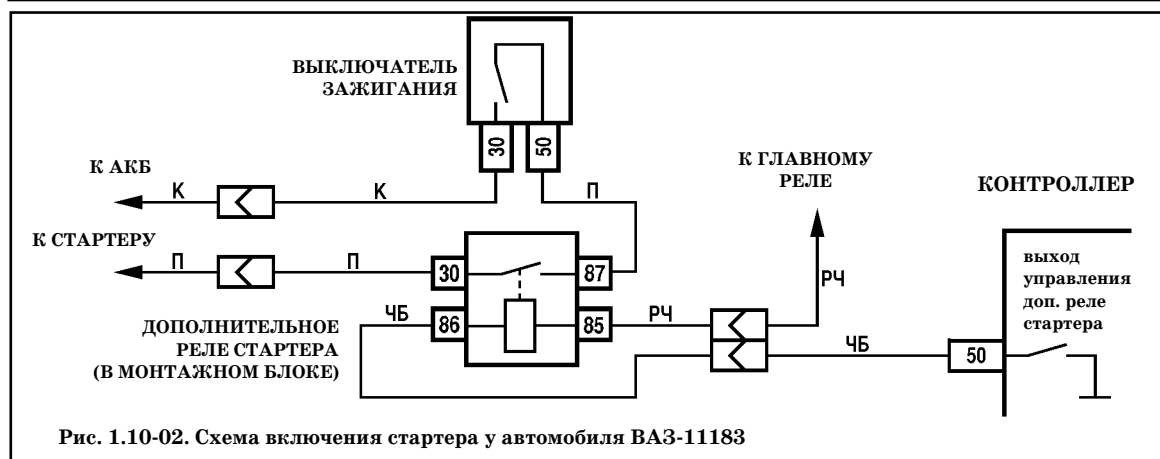 ВЫКЛЮЧАТЕЛЬ
ЗАЖИГАНИЯ
30
50
К АКБ
К
К
П
К ГЛАВНОМУ
РЕЛЕ
КОНТРОЛЛЕР
К СТАРТЕРУ
П
П
30
87
РЧ
выход
управления
доп. реле
стартера
ЧБ
86
85
РЧ
ДОПОЛНИТЕЛЬНОЕ
РЕЛЕ СТАРТЕРА
(В МОНТАЖНОМ БЛОКЕ)
ЧБ
50
Рис. 1.10-02. Схема включения стартера у автомобиля ВАЗ-11183